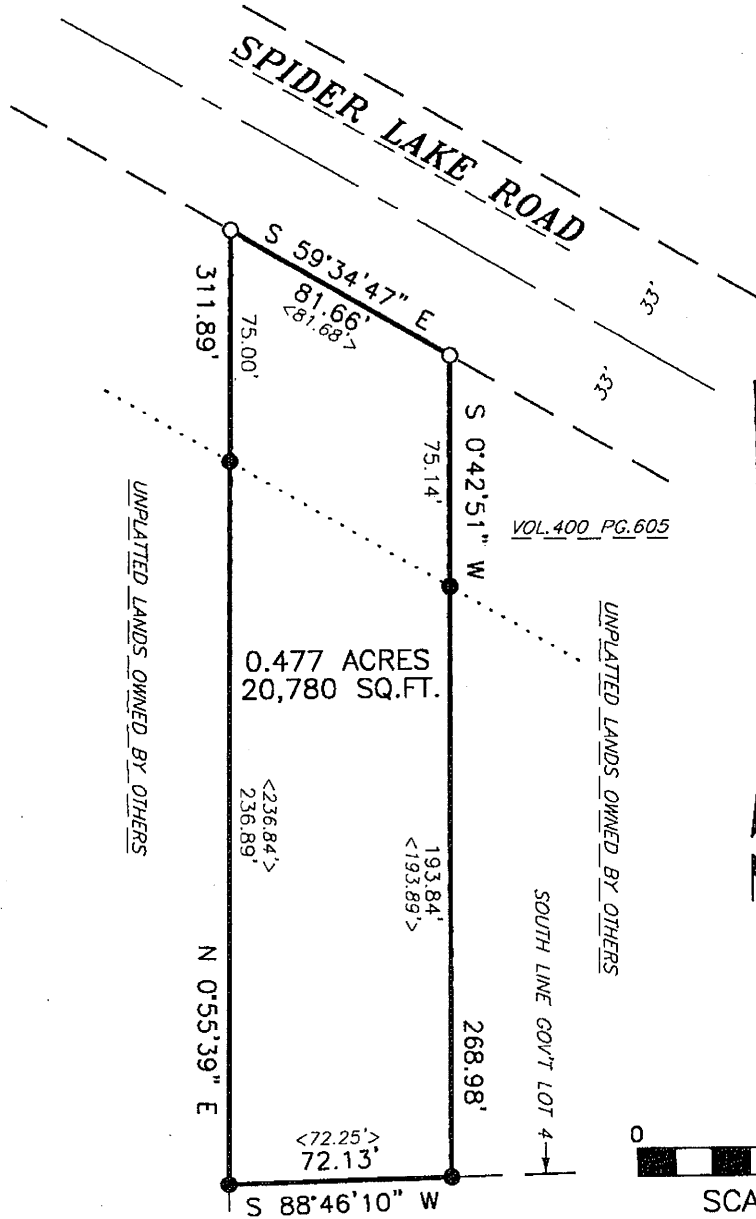 SPIDER LAKE ROAD
33'
33'
S 59°34'47" E
81.66'
<81.68'>
311.89'
75.00'
S 0°42'51" W
75.14'
VOL.400 PG.605
UNPLATTED LANDS OWNED BY OTHERS
UNPLATTED LANDS OWNED BY OTHERS
0.477 ACRES
20,780 SQ.FT.
<236.84'>
236.89'
193.84'
<193.89'>
N 0°55'39" E
268.98'
SOUTH LINE GOV'T LOT 4
<72.25'>
72.13'
S 88°46'10" W
0
SCA